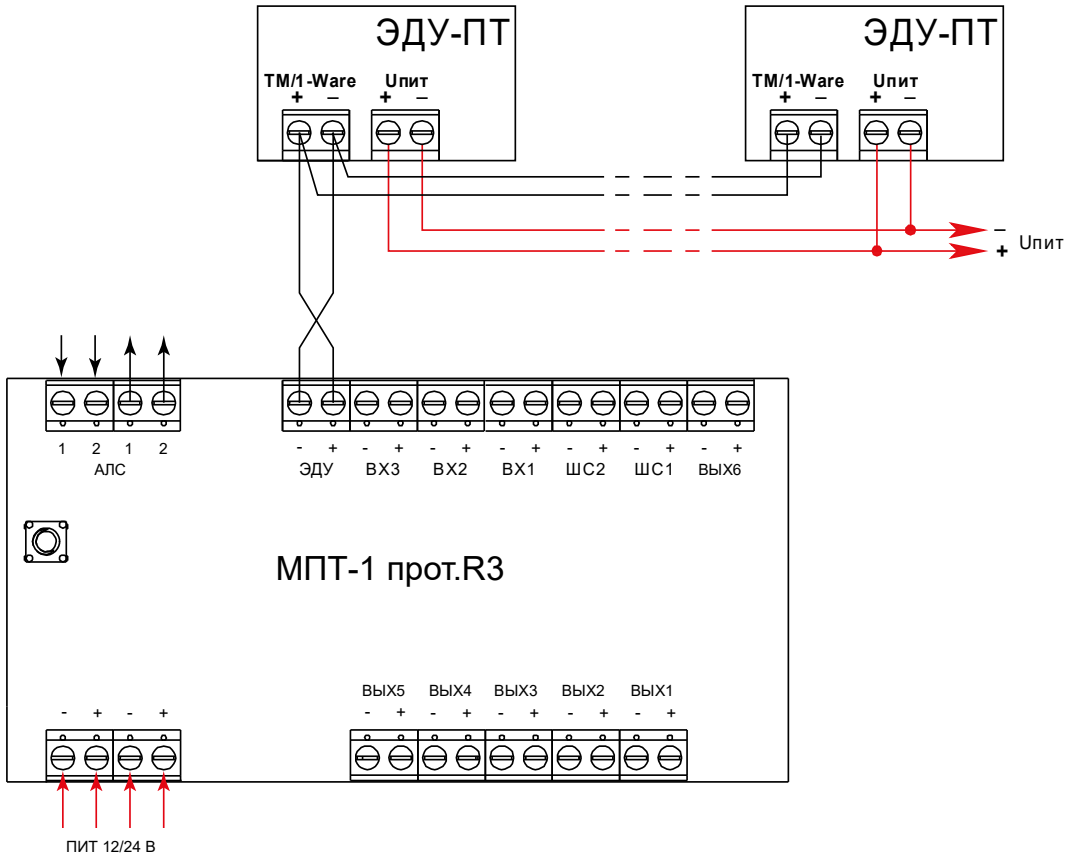 ЭДУ-ПТ ЭДУ-ПТ
TM/1-Ware Uпит TM/1-Ware Uпит
+ – + – + – + –
–
+ Uпит
1 2 1 2 - + - + - + - + - + - + - +
АЛС ЭДУ ВХ3 ВХ2 ВХ1 ШС2 ШС1 ВЫХ6
МПТ-1 прот.R3
ВЫХ5 ВЫХ4 ВЫХ3 ВЫХ2 ВЫХ1
- + - + - + - + - + - + - +
ПИТ 12/24 В